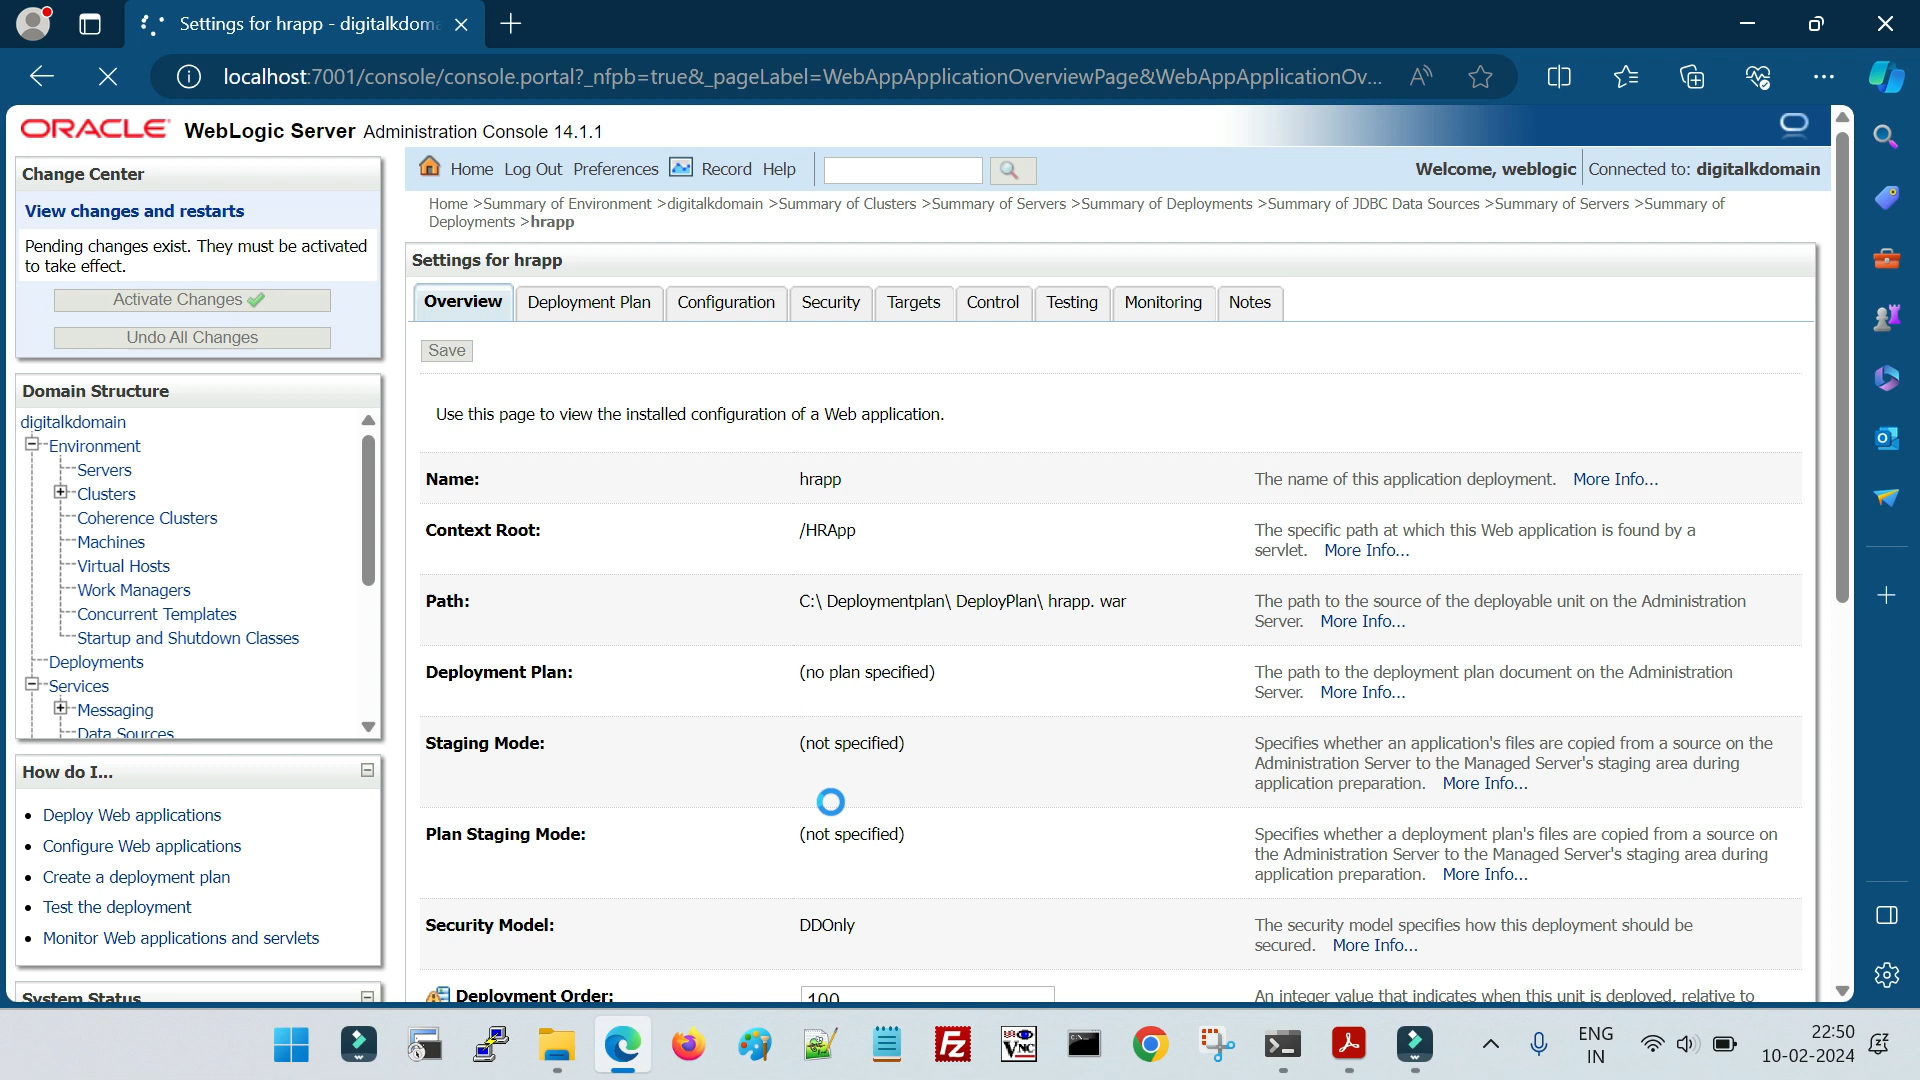 Settings for hrapp - digitalkdoma
localhost:7001/console/console.portal?_nfpb=true&_pageLabel=WebAppApplicationOverviewPage&WebAppApplicationOv...
ORACLE WebLogic Server Administration Console 14.1.1
Change Center
View changes and restarts
Pending changes exist. They must be activated
to take effect.
Activate Changes
Undo All Changes
Domain Structure
digitalkdomain
Environment
Servers
Clusters
Coherence Clusters
Machines
Virtual Hosts
Work Managers
Concurrent Templates
Startup and Shutdown Classes
Deployments
Services
Messaging
Data Sources
How do I...
Deploy Web applications
Configure Web applications
Create a deployment plan
Test the deployment
Monitor Web applications and servlets
System Status
Home Log Out Preferences Record Help
Welcome, weblogic Connected to: digitalkdomain
Home >Summary of Environment >digitalkdomain >Summary of Clusters >Summary of Servers >Summary of Deployments >Summary of JDBC Data Sources >Summary of Servers >Summary of
Deployments >hrapp
Settings for hrapp
Overview Deployment Plan Configuration Security Targets Control Testing Monitoring Notes
Save
Use this page to view the installed configuration of a Web application.
Name: hrapp The name of this application deployment. More Info...
Context Root: /HRApp The specific path at which this Web application is found by a
servlet. More Info...
Path: C:\ Deploymentplan\ DeployPlan\ hrapp. war The path to the source of the deployable unit on the Administration
Server. More Info...
Deployment Plan: (no plan specified) The path to the deployment plan document on the Administration
Server. More Info...
Staging Mode: (not specified) Specifies whether an application's files are copied from a source on the
Administration Server to the Managed Server's staging area during
application preparation. More Info...
Plan Staging Mode: (not specified) Specifies whether a deployment plan's files are copied from a source on
the Administration Server to the Managed Server's staging area during
application preparation. More Info...
Security Model: DDOnly The security model specifies how this deployment should be
secured. More Info...
Deployment Order: 100 An integer value that indicates when this unit is deployed, relative to
ENG
IN
22:50
10-02-2024